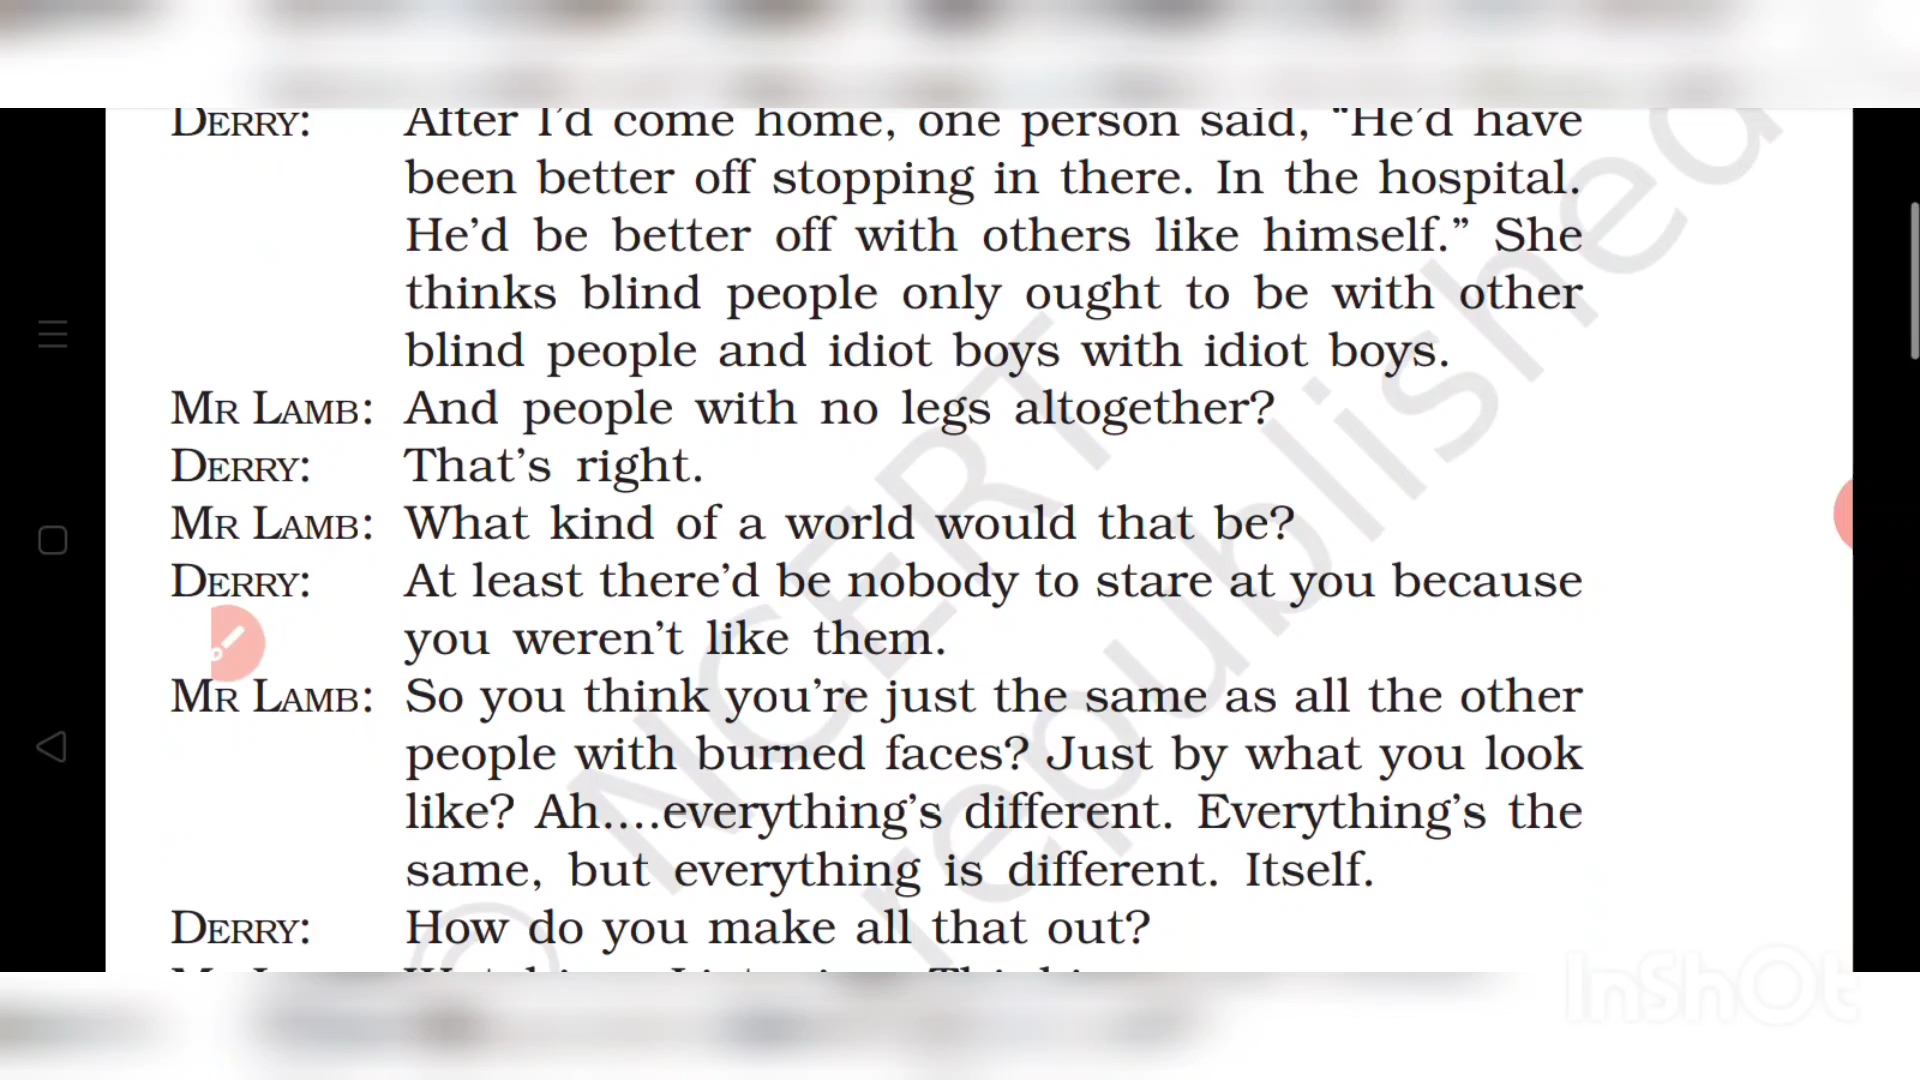 DERRY: After I’d come home, one person said, “He’d have
been better off stopping in there. In the hospital.
He’d be better off with others like himself.” She
thinks blind people only ought to be with other
blind people and idiot boys with idiot boys.
MR LAMB: And people with no legs altogether?
DERRY: That’s right.
MR LAMB: What kind of a world would that be?
DERRY: At least there’d be nobody to stare at you because
you weren’t like them.
MR LAMB: So you think you’re just the same as all the other
people with burned faces? Just by what you look
like? Ah....everything’s different. Everything’s the
same, but everything is different. Itself.
DERRY: How do you make all that out?
© NCERT
republished
InShOt